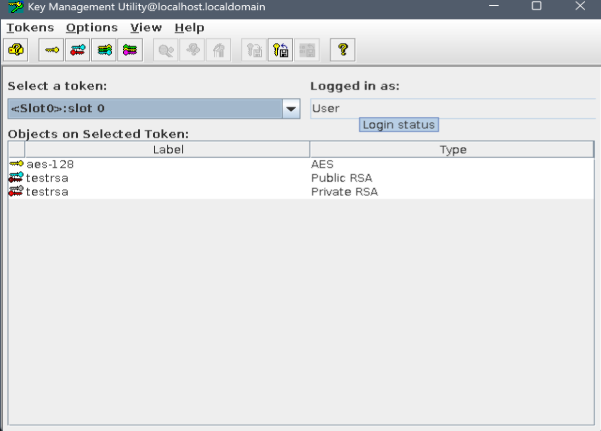 Key Management Utility@localhost.localdomain
Tokens Options View Help
Select a token: Logged in as:
<Slot0>:slot 0 User
Login status
Objects on Selected Token:
Label Type
aes-128 AES
testrsa Public RSA
testrsa Private RSA